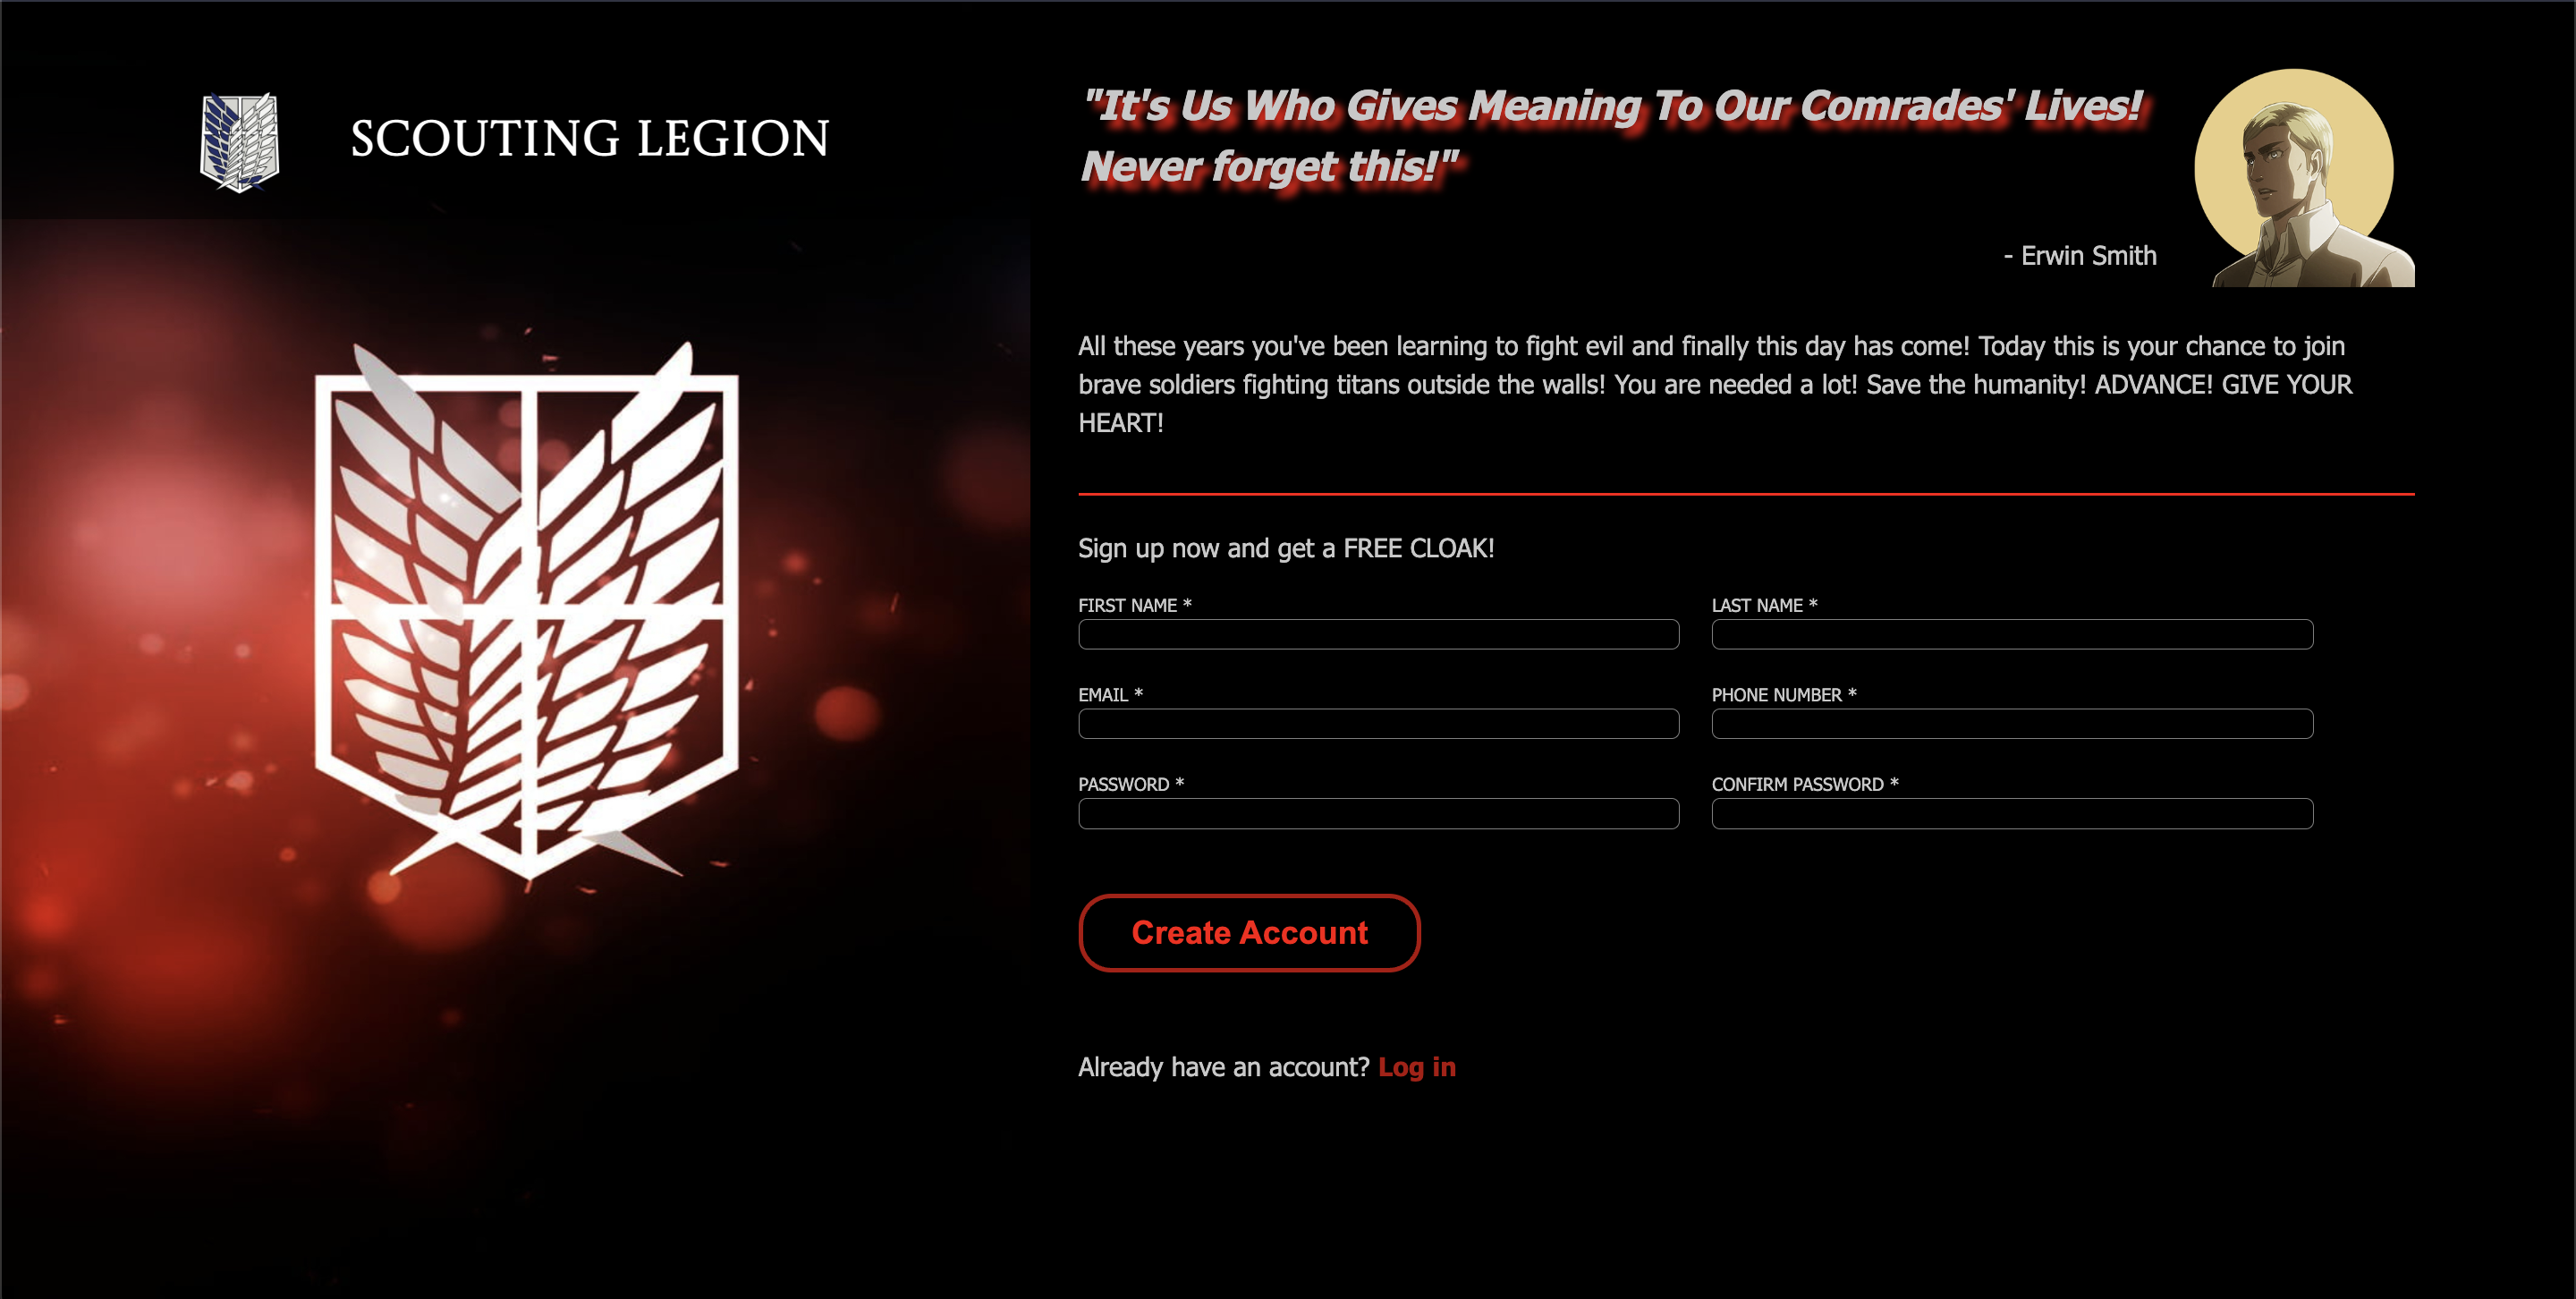 SCOUTING LEGION
"It's Us Who Gives Meaning To Our Comrades' Lives!
Never forget this!"
- Erwin Smith
All these years you've been learning to fight evil and finally this day has come! Today this is your chance to join
brave soldiers fighting titans outside the walls! You are needed a lot! Save the humanity! ADVANCE! GIVE YOUR
HEART!
Sign up now and get a FREE CLOAK!
FIRST NAME *
LAST NAME *
EMAIL *
PHONE NUMBER *
PASSWORD *
CONFIRM PASSWORD *
Create Account
Already have an account? Log in